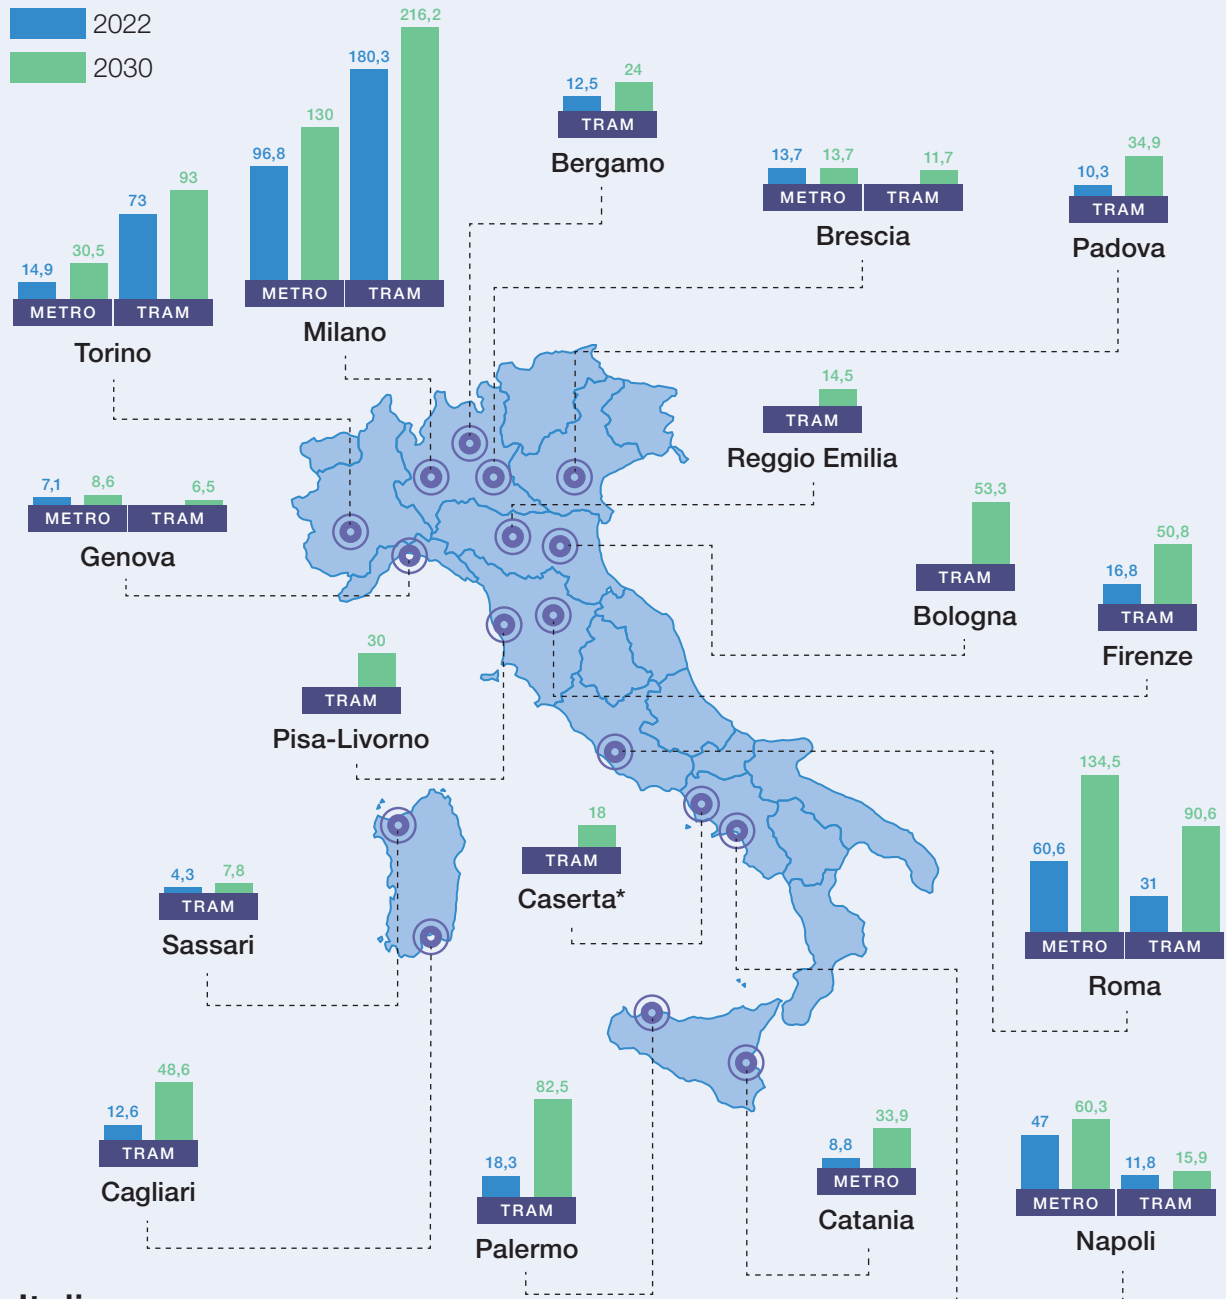 2022
2030
14,9
30,5
73
93
METRO
TRAM
Torino
96,8
130
180,3
216,2
METRO
TRAM
Milano
12,5
24
TRAM
Bergamo
13,7
13,7
11,7
METRO
TRAM
Brescia
10,3
34,9
TRAM
Padova
14,5
TRAM
Reggio Emilia
7,1
8,6
6,5
METRO
TRAM
Genova
53,3
TRAM
Bologna
16,8
50,8
TRAM
Firenze
30
TRAM
Pisa-Livorno
60,6
134,5
31
90,6
METRO
TRAM
Roma
18
TRAM
Caserta*
4,3
7,8
TRAM
Sassari
12,6
48,6
TRAM
Cagliari
18,3
82,5
TRAM
Palermo
8,8
33,9
METRO
Catania
47
60,3
11,8
15,9
METRO
TRAM
Napoli